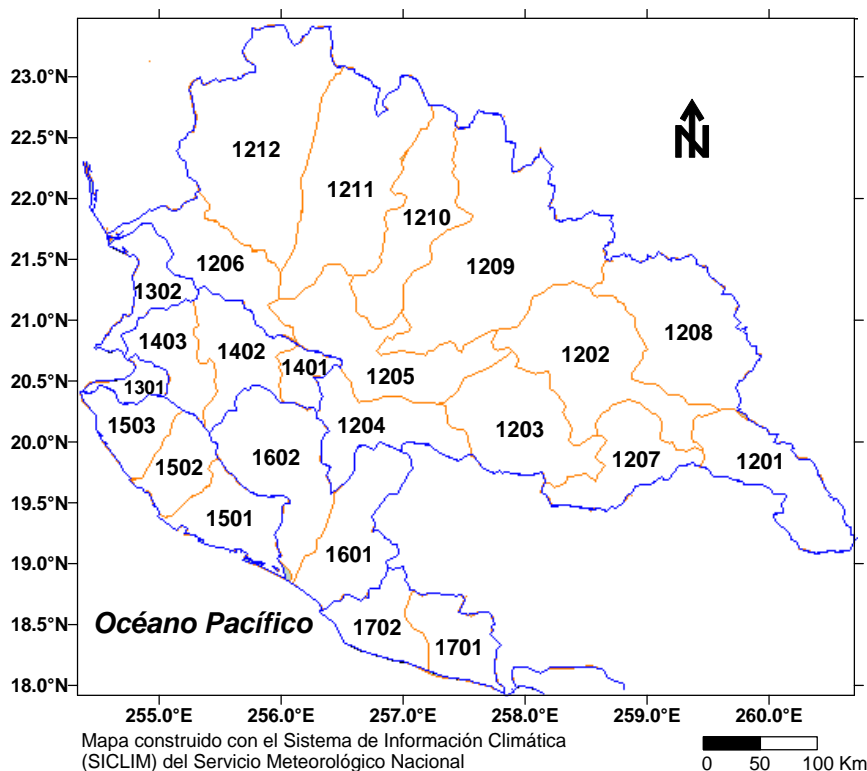 23.0°N
22.5°N
22.0°N
21.5°N
21.0°N
20.5°N
20.0°N
19.5°N
19.0°N
18.5°N
18.0°N
N
1212
1211
1210
1206
1209
1302
1208
1403
1402
1202
1401
1205
1301
1503
1204
1203
1602
1207
1201
1502
1501
1601
Océano Pacífico
1702
1701
255.0°E 256.0°E 257.0°E 258.0°E 259.0°E 260.0°E
Mapa construido con el Sistema de Información Climática
(SICLIM) del Servicio Meteorológico Nacional
0 50 100 Km